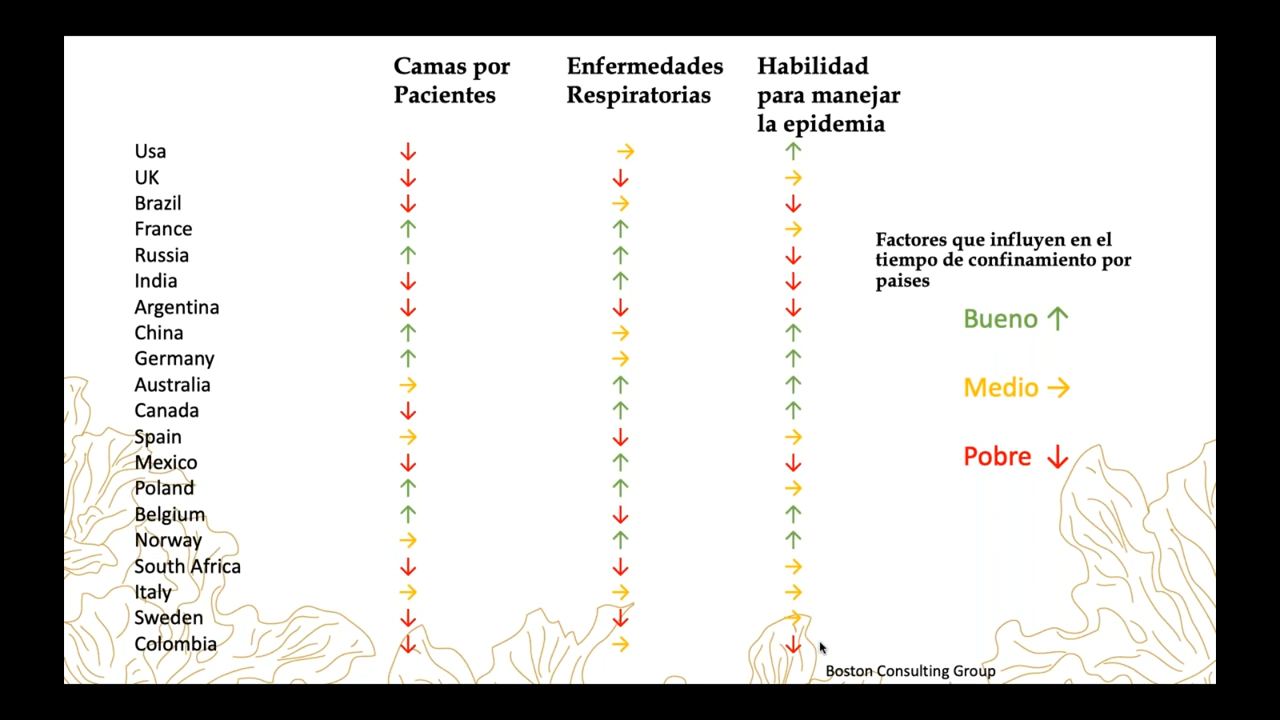 Camas por Pacientes
Enfermedades Respiratorias
Habilidad para manejar la epidemia
Usa ↓ → ↑
UK ↓ ↓ →
Brazil ↓ → ↓
France ↑ ↑ →
Russia ↑ ↑ ↓
India ↓ ↑ ↓
Argentina ↓ ↓ ↓
China ↑ → ↑
Germany ↑ → ↑
Australia → ↑ ↑
Canada ↓ ↑ ↑
Spain → ↓ →
Mexico ↓ ↑ ↓
Poland ↑ ↑ →
Belgium ↑ ↓ ↑
Norway → ↑ ↑
South Africa ↓ ↓ →
Italy → → →
Sweden ↓ ↓ →
Colombia ↓ → ↓
Factores que influyen en el
tiempo de confinamiento por
paises
Bueno ↑
Medio →
Pobre ↓
Boston Consulting Group